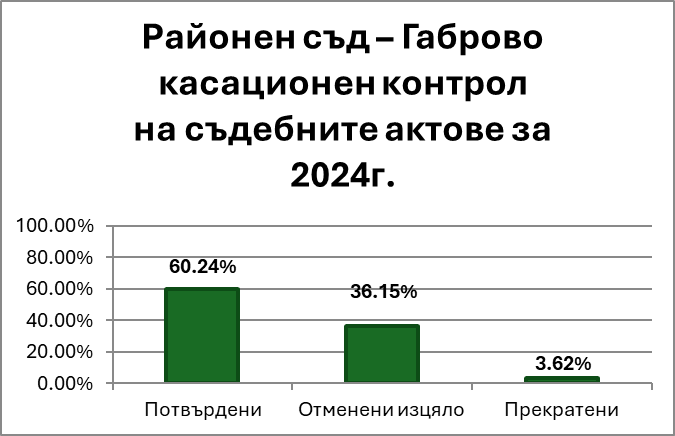 Районен съд – Габрово
касационен контрол
на съдебните актове за
2024г.
100.00%
80.00%
60.00%
40.00%
20.00%
0.00%
60.24%
36.15%
3.62%
Потвърдени
Отменени изцяло
Прекратени